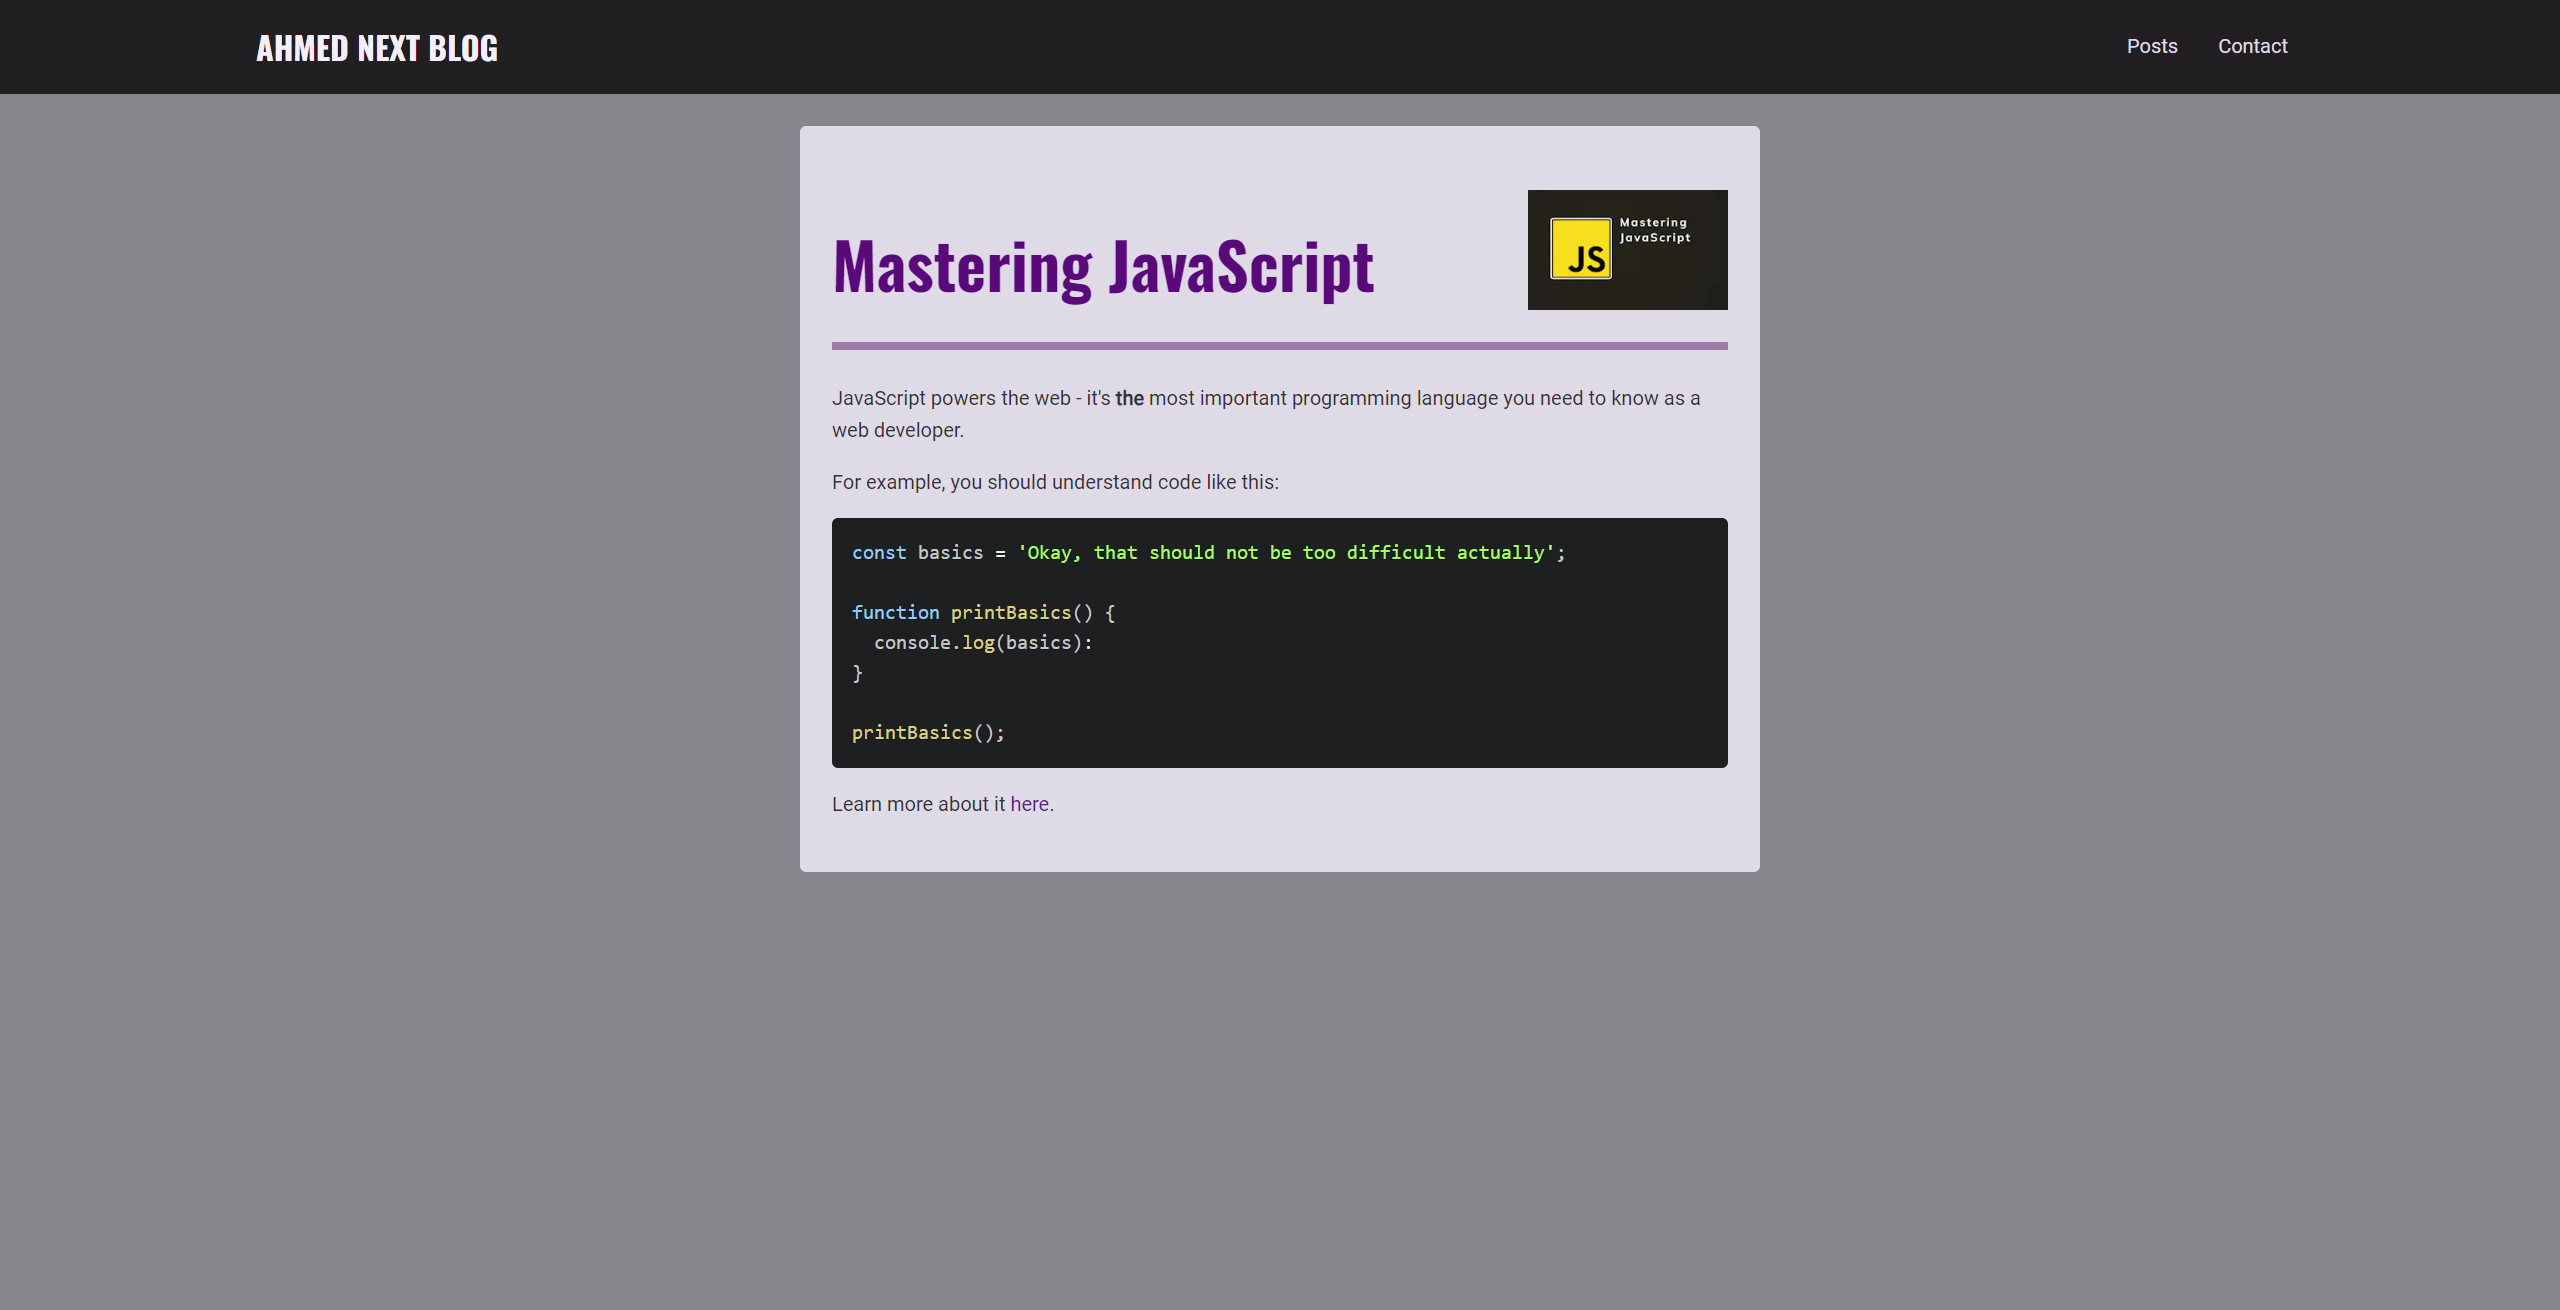 AHMED NEXT BLOG
Posts
Contact
Mastering JavaScript
JS
Mastering
JavaScript
JavaScript powers the web - it's the most important programming language you need to know as a
web developer.
For example, you should understand code like this:
const basics = 'Okay, that should not be too difficult actually';
function printBasics() {
  console.log(basics):
}
printBasics();
Learn more about it here.